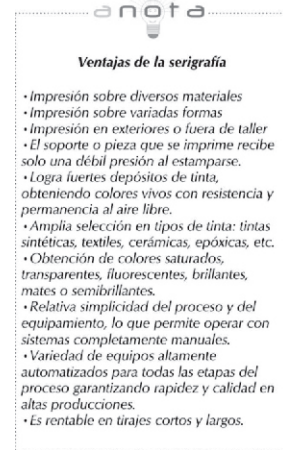 anota
Ventajas de la serigrafía
• Impresión sobre diversos materiales
• Impresión sobre variadas formas
• Impresión en exteriores o fuera de taller
• El soporte o pieza que se imprime recibe
solo una débil presión al estamparse.
• Logra fuertes depósitos de tinta,
obteniendo colores vivos con resistencia y
permanencia al aire libre.
• Amplia selección en tipos de tinta: tintas
sintéticas, textiles, cerámicas, epóxicas, etc.
• Obtención de colores saturados,
transparentes, fluorescentes, brillantes,
mates o semibrillantes.
• Relativa simplicidad del proceso y del
equipamiento, lo que permite operar con
sistemas completamente manuales.
• Variedad de equipos altamente
automatizados para todas las etapas del
proceso garantizando rapidez y calidad en
altas producciones.
• Es rentable en tirajes cortos y largos.